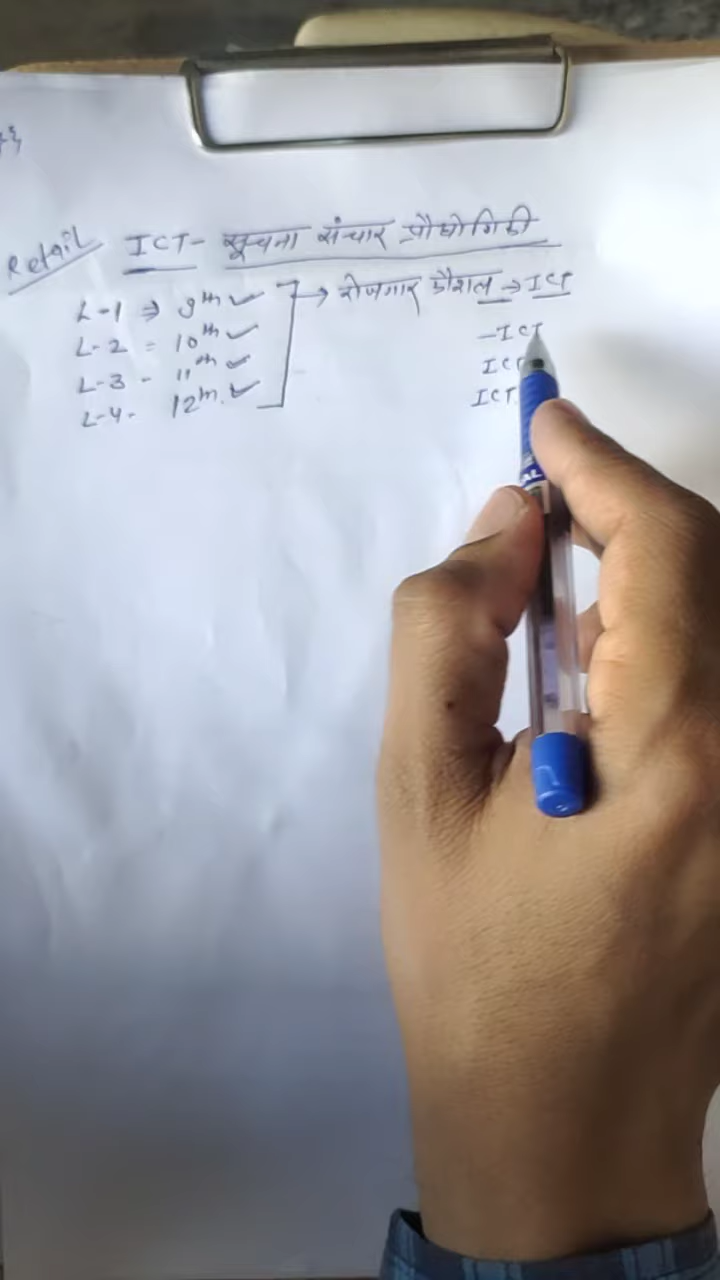 Retail ICT- सूचना संचार प्रौद्योगिकी
L-1 ⇒ 9th ✓ → रोजगार कौशल → ICT
L-2 = 10th ✓ -ICT
L-3 - 11th ✓
L-4- 12th. ✓ ICT